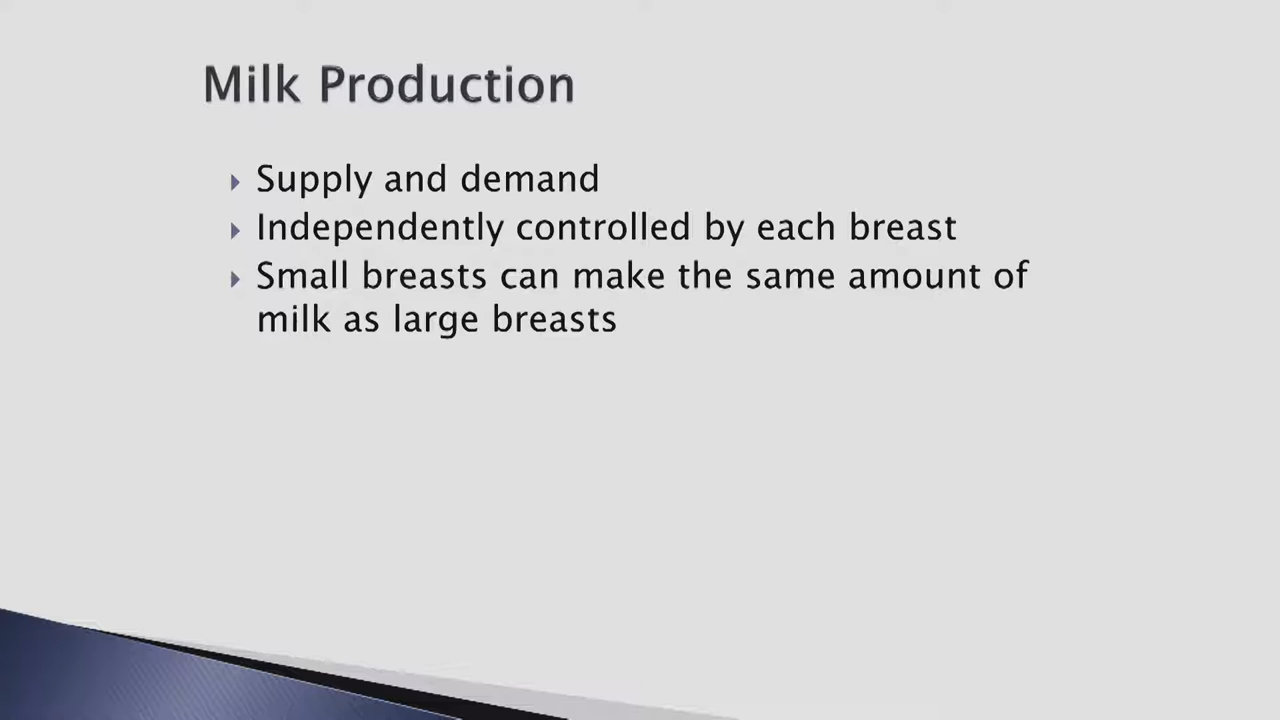 Milk Production
Supply and demand
Independently controlled by each breast
Small breasts can make the same amount of
milk as large breasts